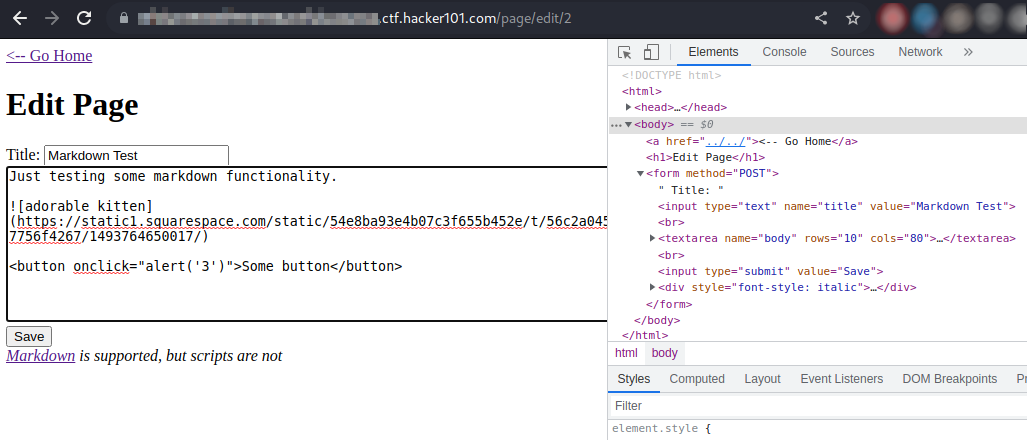 .ctf.hacker101.com/page/edit/2
<-- Go Home
Edit Page
Title: Markdown Test
Just testing some markdown functionality.
![adorable kitten]
(https://static1.squarespace.com/static/54e8ba93e4b07c3f655b452e/t/56c2a045
7756f4267/1493764650017/)
<button onclick="alert('3')">Some button</button>
Save
Markdown is supported, but scripts are not
Elements Console Sources Network »
<!DOCTYPE html>
<html>
<head>…</head>
<body> == $0
<a href="../../"><-- Go Home</a>
<h1>Edit Page</h1>
<form method="POST">
" Title: "
<input type="text" name="title" value="Markdown Test">
<br>
<textarea name="body" rows="10" cols="80">…</textarea>
<br>
<input type="submit" value="Save">
<div style="font-style: italic">…</div>
</form>
</body>
</html>
html body
Styles Computed Layout Event Listeners DOM Breakpoints Pr
Filter
element.style {